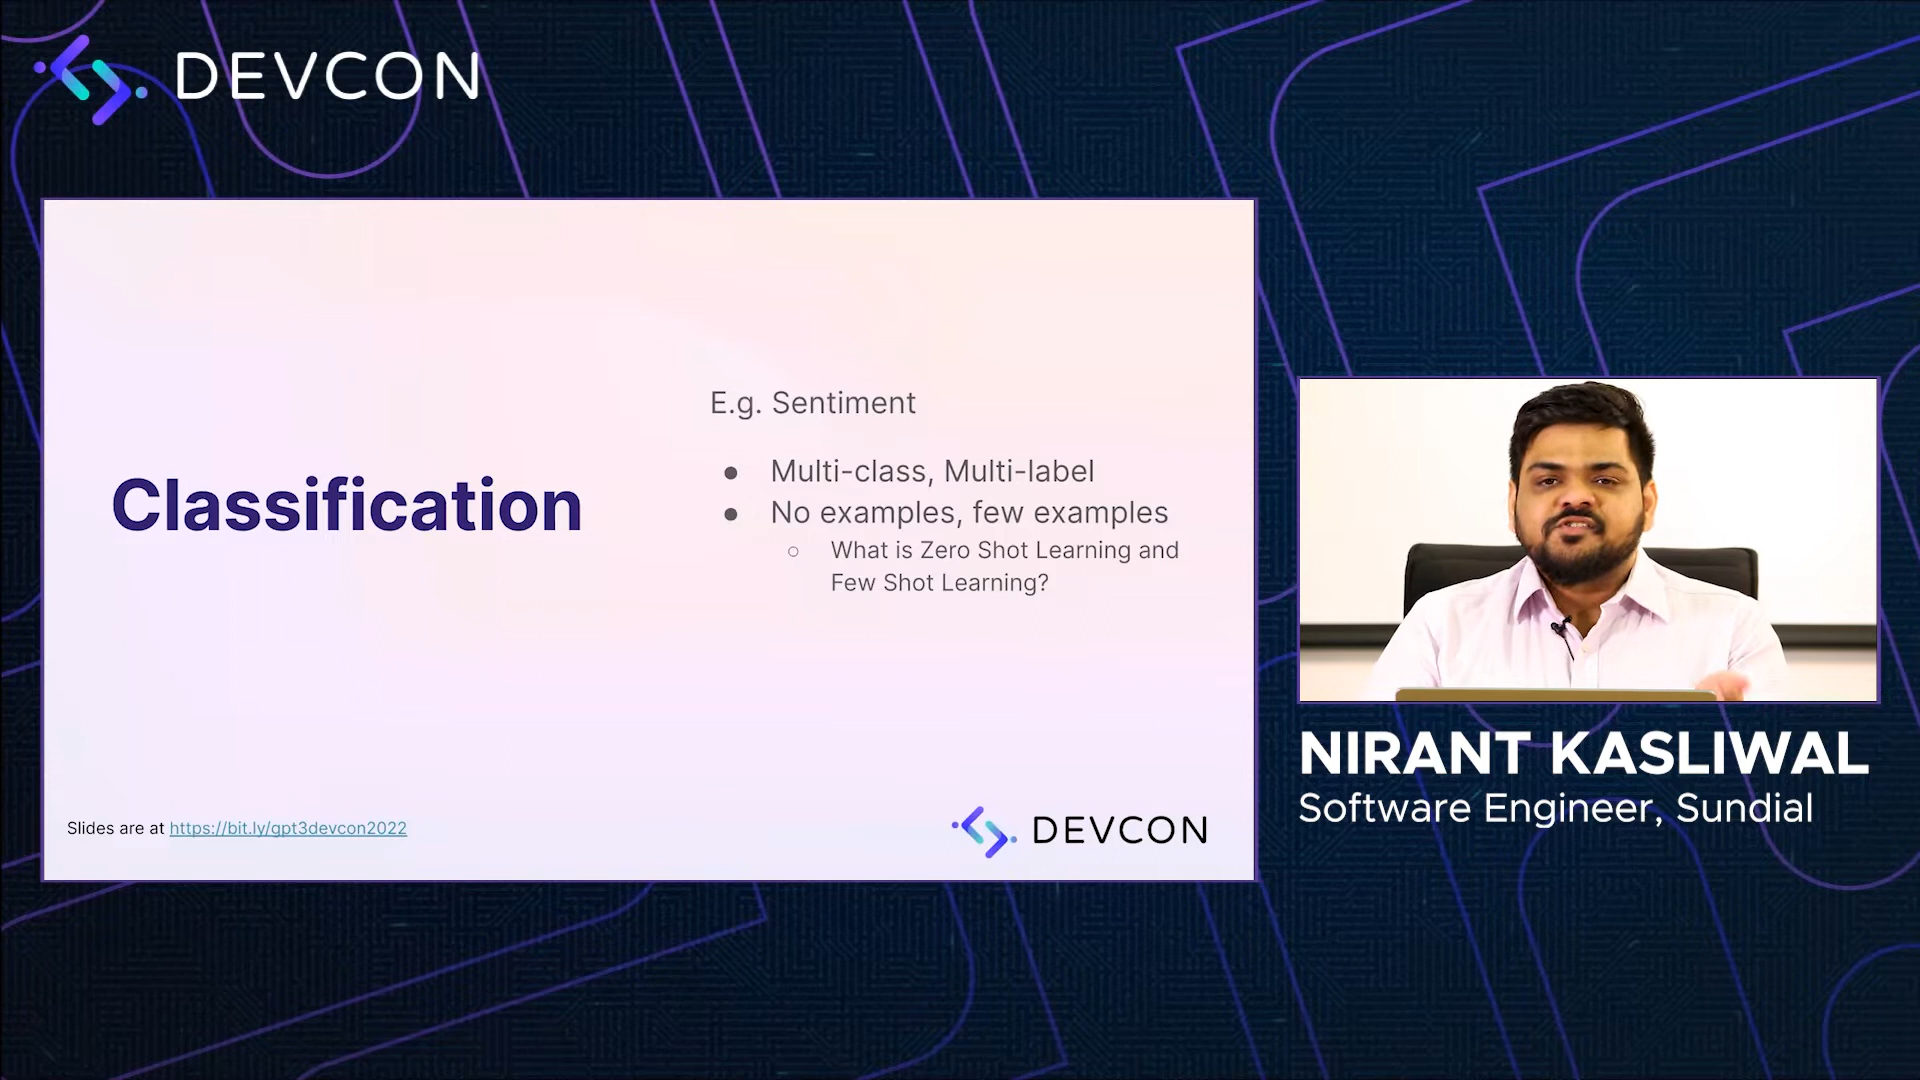 DEVCON
E.g. Sentiment
● Multi-class, Multi-label
Classification
● No examples, few examples
○ What is Zero Shot Learning and
Few Shot Learning?
Slides are at https://bit.ly/gpt3devcon2022
DEVCON
NIRANT KASLIWAL
Software Engineer, Sundial